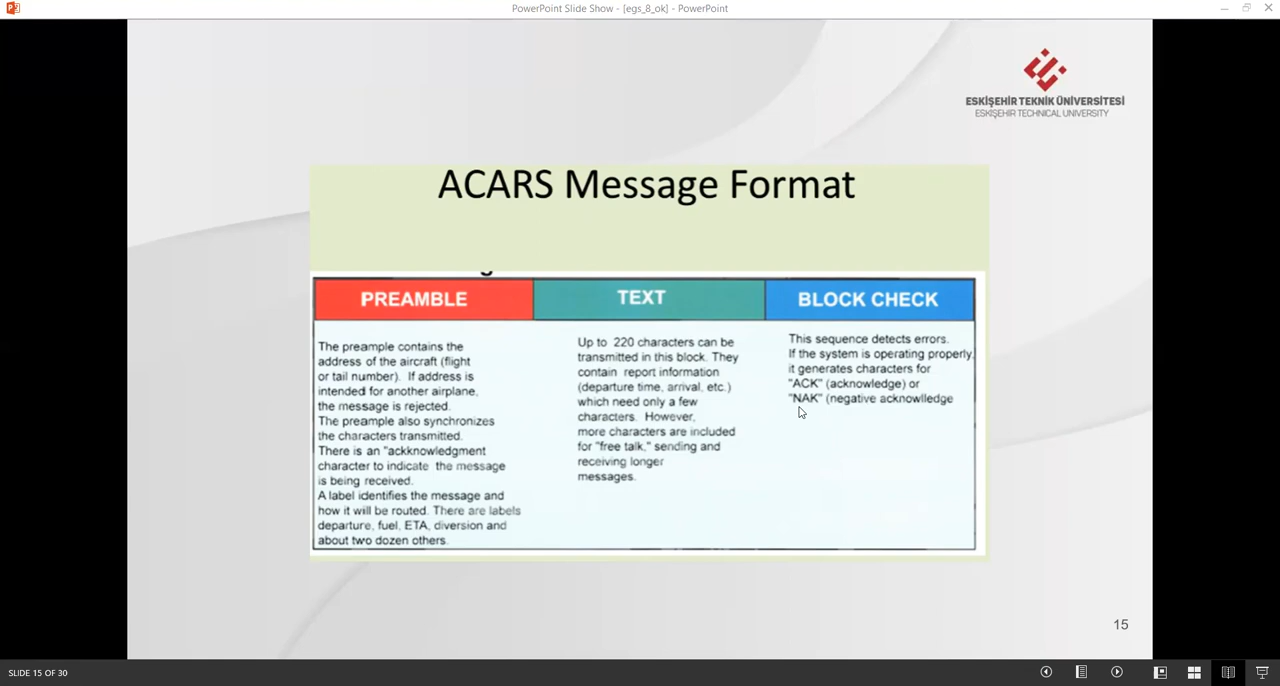 PowerPoint Slide Show - [egs_8_ok] - PowerPoint
ESKİŞEHİR TEKNİK ÜNİVERSİTESİ
ESKİŞEHİR TECHNICAL UNIVERSITY
ACARS Message Format
PREAMBLE
The preample contains the
address of the aircraft (flight
or tail number). If address is
intended for another airplane,
the message is rejected.
The preample also synchronizes
the characters transmitted.
There is an "ackknowledgment
character to indicate the message
is being received.
A label identifies the message and
how it will be routed. There are labels
departure, fuel, ETA, diversion and
about two dozen others.
TEXT
Up to 220 characters can be
transmitted in this block. They
contain report information
(departure time, arrival, etc.)
which need only a few
characters. However,
more characters are included
for "free talk," sending and
receiving longer
messages.
BLOCK CHECK
This sequence detects errors.
If the system is operating properly,
it generates characters for
"ACK" (acknowledge) or
"NAK" (negative acknowlledge
15
SLIDE 15 OF 30